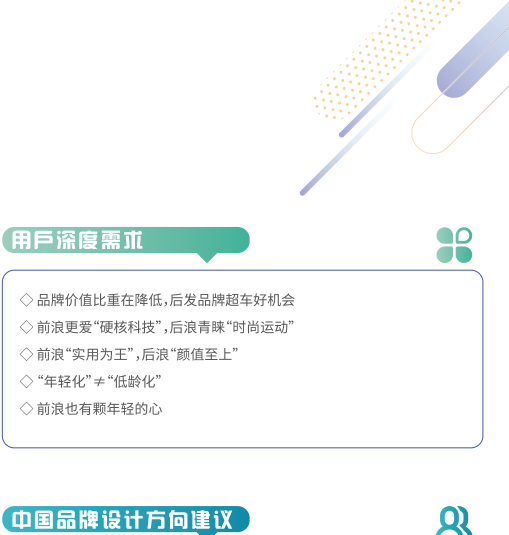 用戶深度需求
◇ 品牌价值比重在降低，后发品牌超车好机会
◇ 前浪更爱“硬核科技”，后浪青睐“时尚运动”
◇ 前浪“实用为王”，后浪“颜值至上”
◇ “年轻化”≠“低龄化”
◇ 前浪也有颗年轻的心
中国品牌设计方向建议